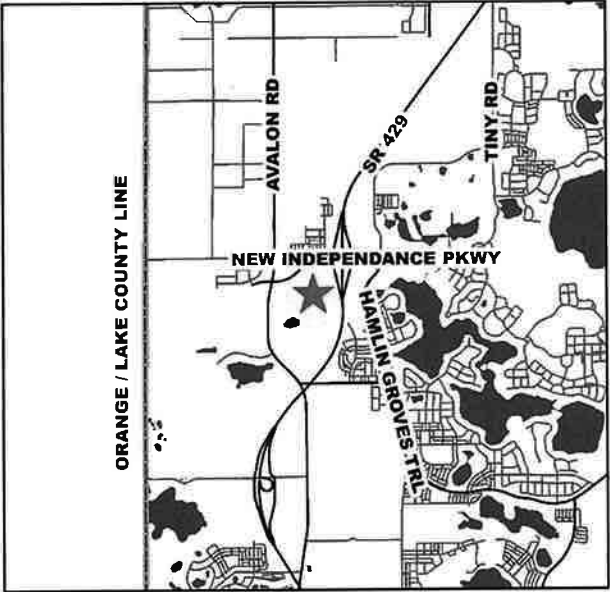 ORANGE / LAKE COUNTY LINE
AVALON RD
SR 429
TINY RD
NEW INDEPENDANCE PKWY
HAMLIN GROVES TRL